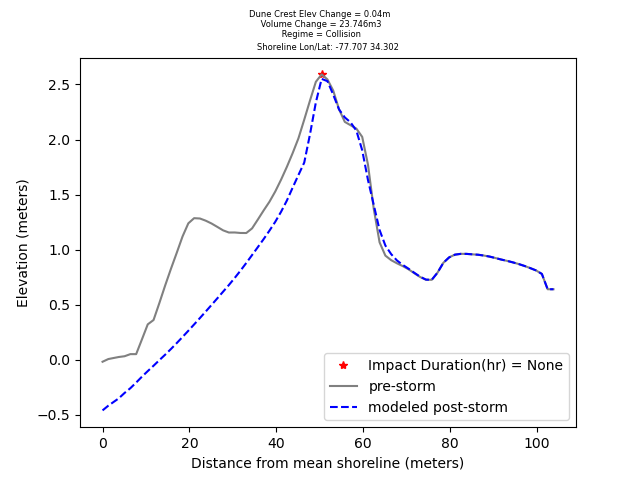 Dune Crest Elev Change = 0.04m
Volume Change = 23.746m3
Regime = Collision
Shoreline Lon/Lat: -77.707 34.302
2.5
2.0
1.5
1.0
0.5
0.0
−0.5
Elevation (meters)
Impact Duration(hr) = None
pre-storm
modeled post-storm
0 20 40 60 80 100
Distance from mean shoreline (meters)